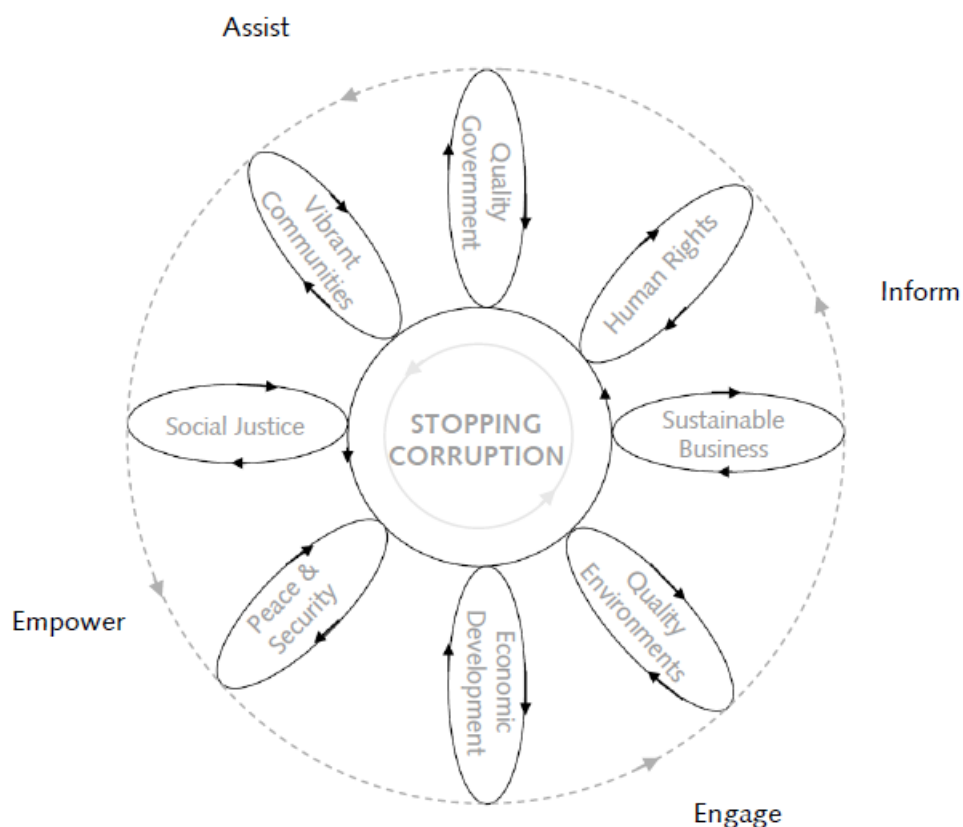 Assist
Quality
Government
Vibrant
Communities
Human Rights
Inform
STOPPING
CORRUPTION
Social Justice
Sustainable
Business
Peace &
Security
Quality
Environments
Empower
Economic
Development
Engage